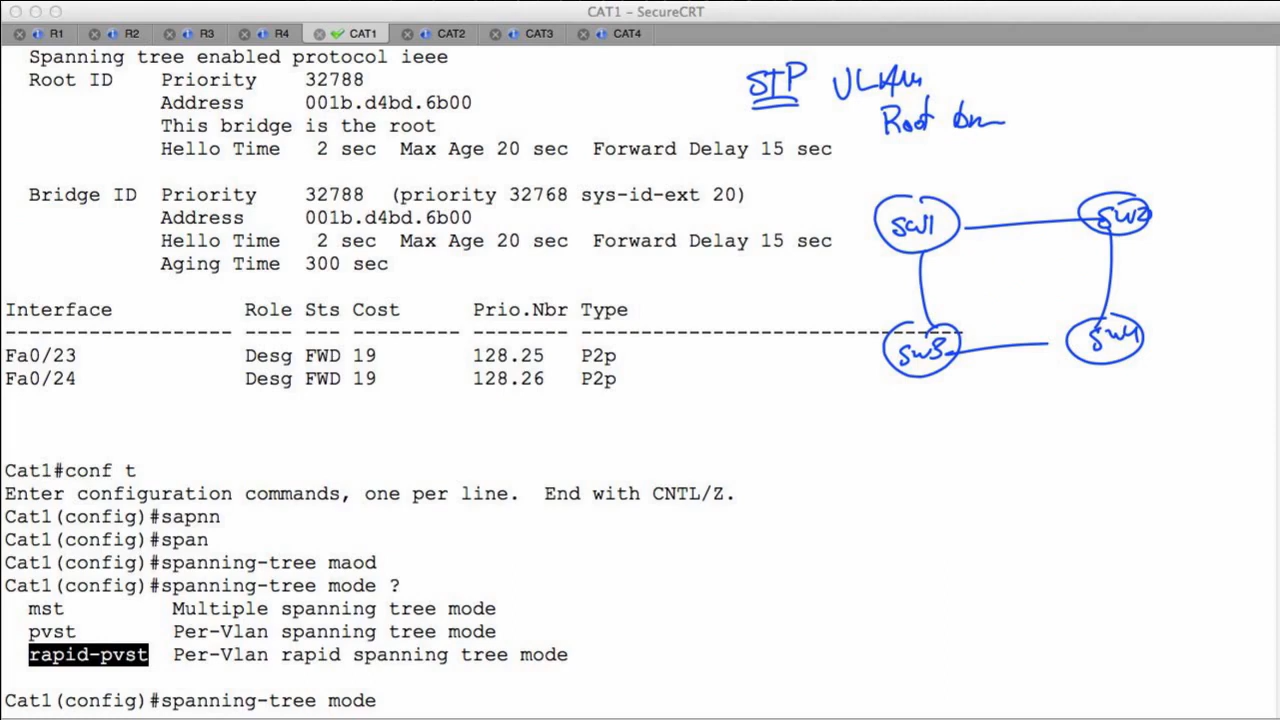 CAT1 - SecureCRT
R1 R2 R3 R4 CAT1 CAT2 CAT3 CAT4
Spanning tree enabled protocol ieee
Root ID Priority 32788
Address 001b.d4bd.6b00
This bridge is the root
Hello Time 2 sec Max Age 20 sec Forward Delay 15 sec
Bridge ID Priority 32788 (priority 32768 sys-id-ext 20)
Address 001b.d4bd.6b00
Hello Time 2 sec Max Age 20 sec Forward Delay 15 sec
Aging Time 300 sec
Interface Role Sts Cost Prio.Nbr Type
------------------- ---- --- --------- -------- --------------------------------
Fa0/23 Desg FWD 19 128.25 P2p
Fa0/24 Desg FWD 19 128.26 P2p
Cat1#conf t
Enter configuration commands, one per line. End with CNTL/Z.
Cat1(config)#sapnn
Cat1(config)#span
Cat1(config)#spanning-tree maod
Cat1(config)#spanning-tree mode ?
mst Multiple spanning tree mode
pvst Per-Vlan spanning tree mode
rapid-pvst Per-Vlan rapid spanning tree mode
Cat1(config)#spanning-tree mode
STP
Root
SW1 SW2
SW3 SW4